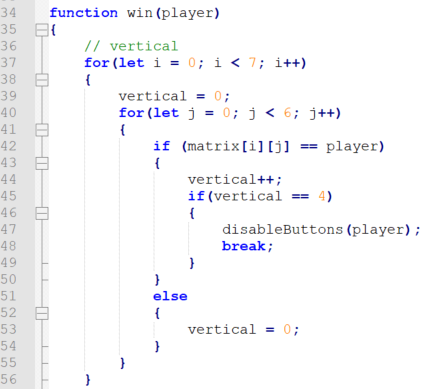 34 function win(player)
35 {
36     // vertical
37     for(let i = 0; i < 7; i++)
38     {
39         vertical = 0;
40         for(let j = 0; j < 6; j++)
41         {
42             if (matrix[i][j] == player)
43             {
44                 vertical++;
45                 if(vertical == 4)
46                 {
47                     disableButtons(player);
48                     break;
49                 }
50             }
51             else
52             {
53                 vertical = 0;
54             }
55         }
56     }